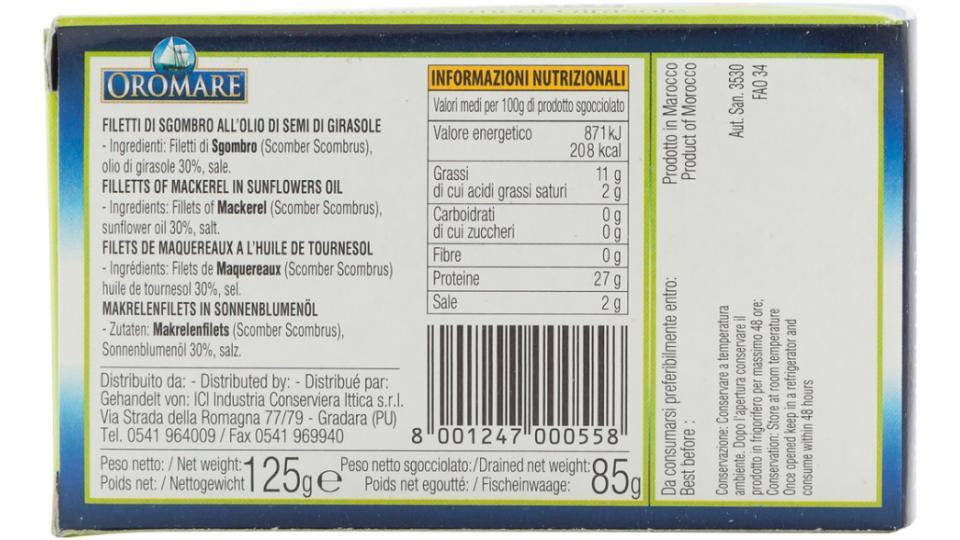 OROMARE
FILETTI DI SGOMBRO ALL'OLIO DI SEMI DI GIRASOLE
- Ingredienti: Filetti di Sgombro (Scomber Scombrus),
olio di girasole 30%, sale.
FILLETTS OF MACKEREL IN SUNFLOWERS OIL
- Ingredients: Fillets of Mackerel (Scomber Scombrus),
sunflower oil 30%, salt.
FILETS DE MAQUEREAUX A L'HUILE DE TOURNESOL
- Ingrédients: Filets de Maquereaux (Scomber Scombrus)
huile de tournesol 30%, sel.
MAKRELENFILETS IN SONNENBLUMENÖL
- Zutaten: Makrelenfilets (Scomber Scombrus),
Sonnenblumenöl 30%, salz.
Distribuito da: - Distributed by: - Distribué par:
Gehandelt von: ICI Industria Conserviera Ittica s.r.l.
Via Strada della Romagna 77/79 - Gradara (PU)
Tel. 0541 964009 / Fax 0541 969940
INFORMAZIONI NUTRIZIONALI
Valori medi per 100g di prodotto sgocciolato
Valore energetico 871 kJ
208 kcal
Grassi 11 g
di cui acidi grassi saturi 2 g
Carboidrati 0 g
di cui zuccheri 0 g
Fibre 0 g
Proteine 27 g
Sale 2 g
8 001247 000558
Peso netto: / Net weight: 125g e
Poids net: / Nettogewicht
Peso netto sgocciolato:/Drained net weight: 85g
Poids net egoutté: / Fischeinwaage:
Da consumarsi preferibilmente entro:
Best before :
Prodotto in Marocco
Product of Morocco
Aut. San. 3530
FAO 34
Conservazione: Conservare a temperatura
ambiente. Dopo l'apertura conservare il
prodotto in frigorifero per massimo 48 ore;
Conservation: Store at room temperature
Once opened keep in a refrigerator and
consume within 48 hours